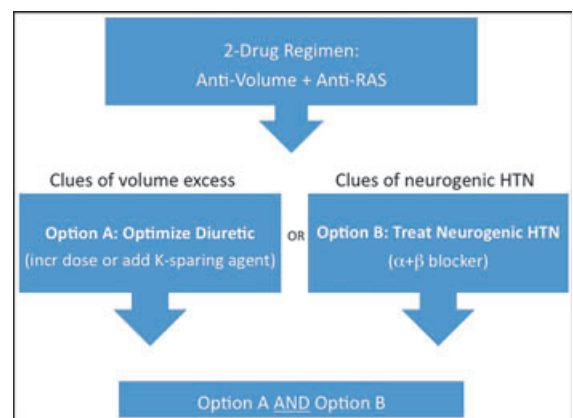 2-Drug Regimen:
Anti-Volume + Anti-RAS
Clues of volume excess
Clues of neurogenic HTN
Option A: Optimize Diuretic
(incr dose or add K-sparing agent)
OR
Option B: Treat Neurogenic HTN
(α+β blocker)
Option A AND Option B